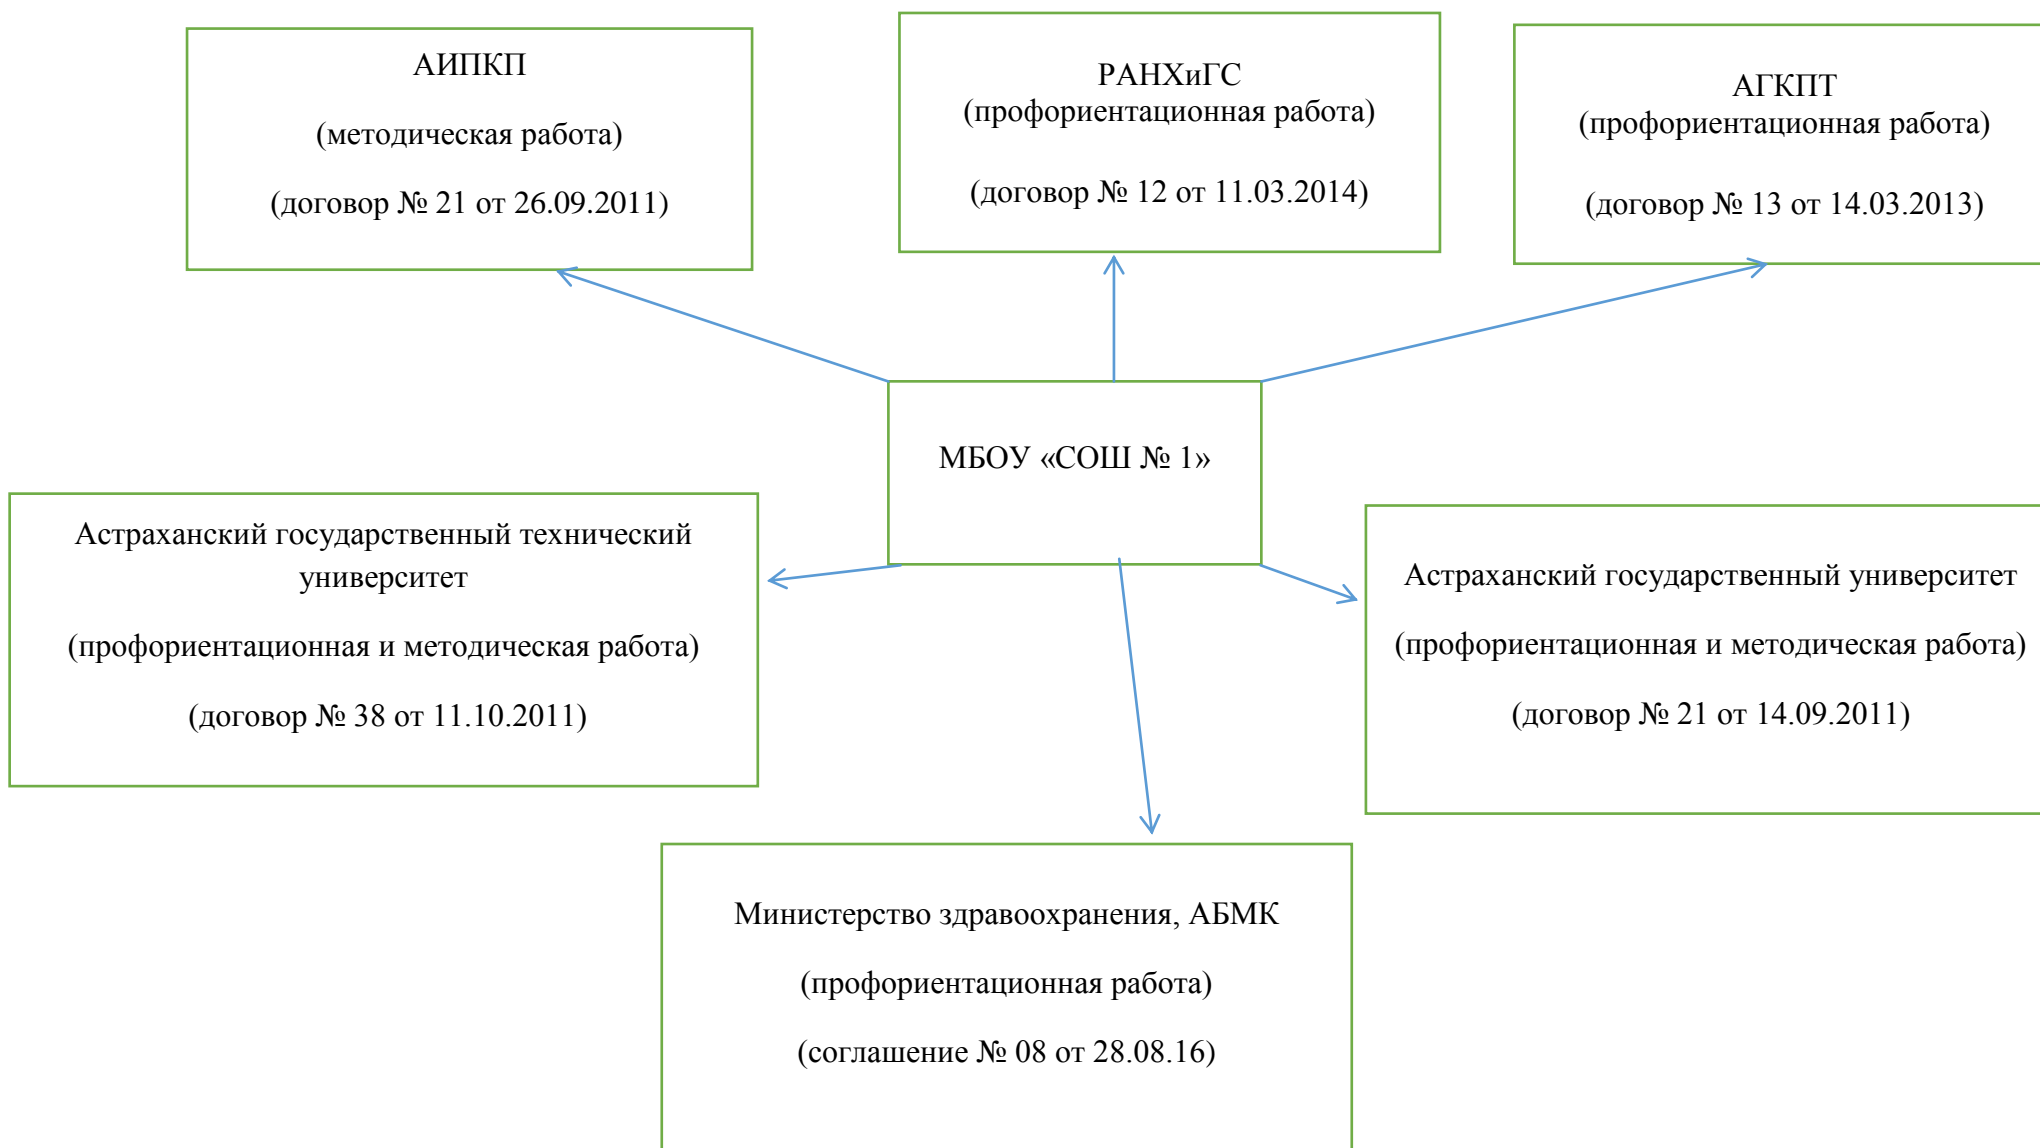 АИПКП
(методическая работа)
(договор № 21 от 26.09.2011)
РАНХиГС
(профориентационная работа)
(договор № 12 от 11.03.2014)
АГКПТ
(профориентационная работа)
(договор № 13 от 14.03.2013)
МБОУ «СОШ № 1»
Астраханский государственный технический
университет
(профориентационная и методическая работа)
(договор № 38 от 11.10.2011)
Астраханский государственный университет
(профориентационная и методическая работа)
(договор № 21 от 14.09.2011)
Министерство здравоохранения, АБМК
(профориентационная работа)
(соглашение № 08 от 28.08.16)